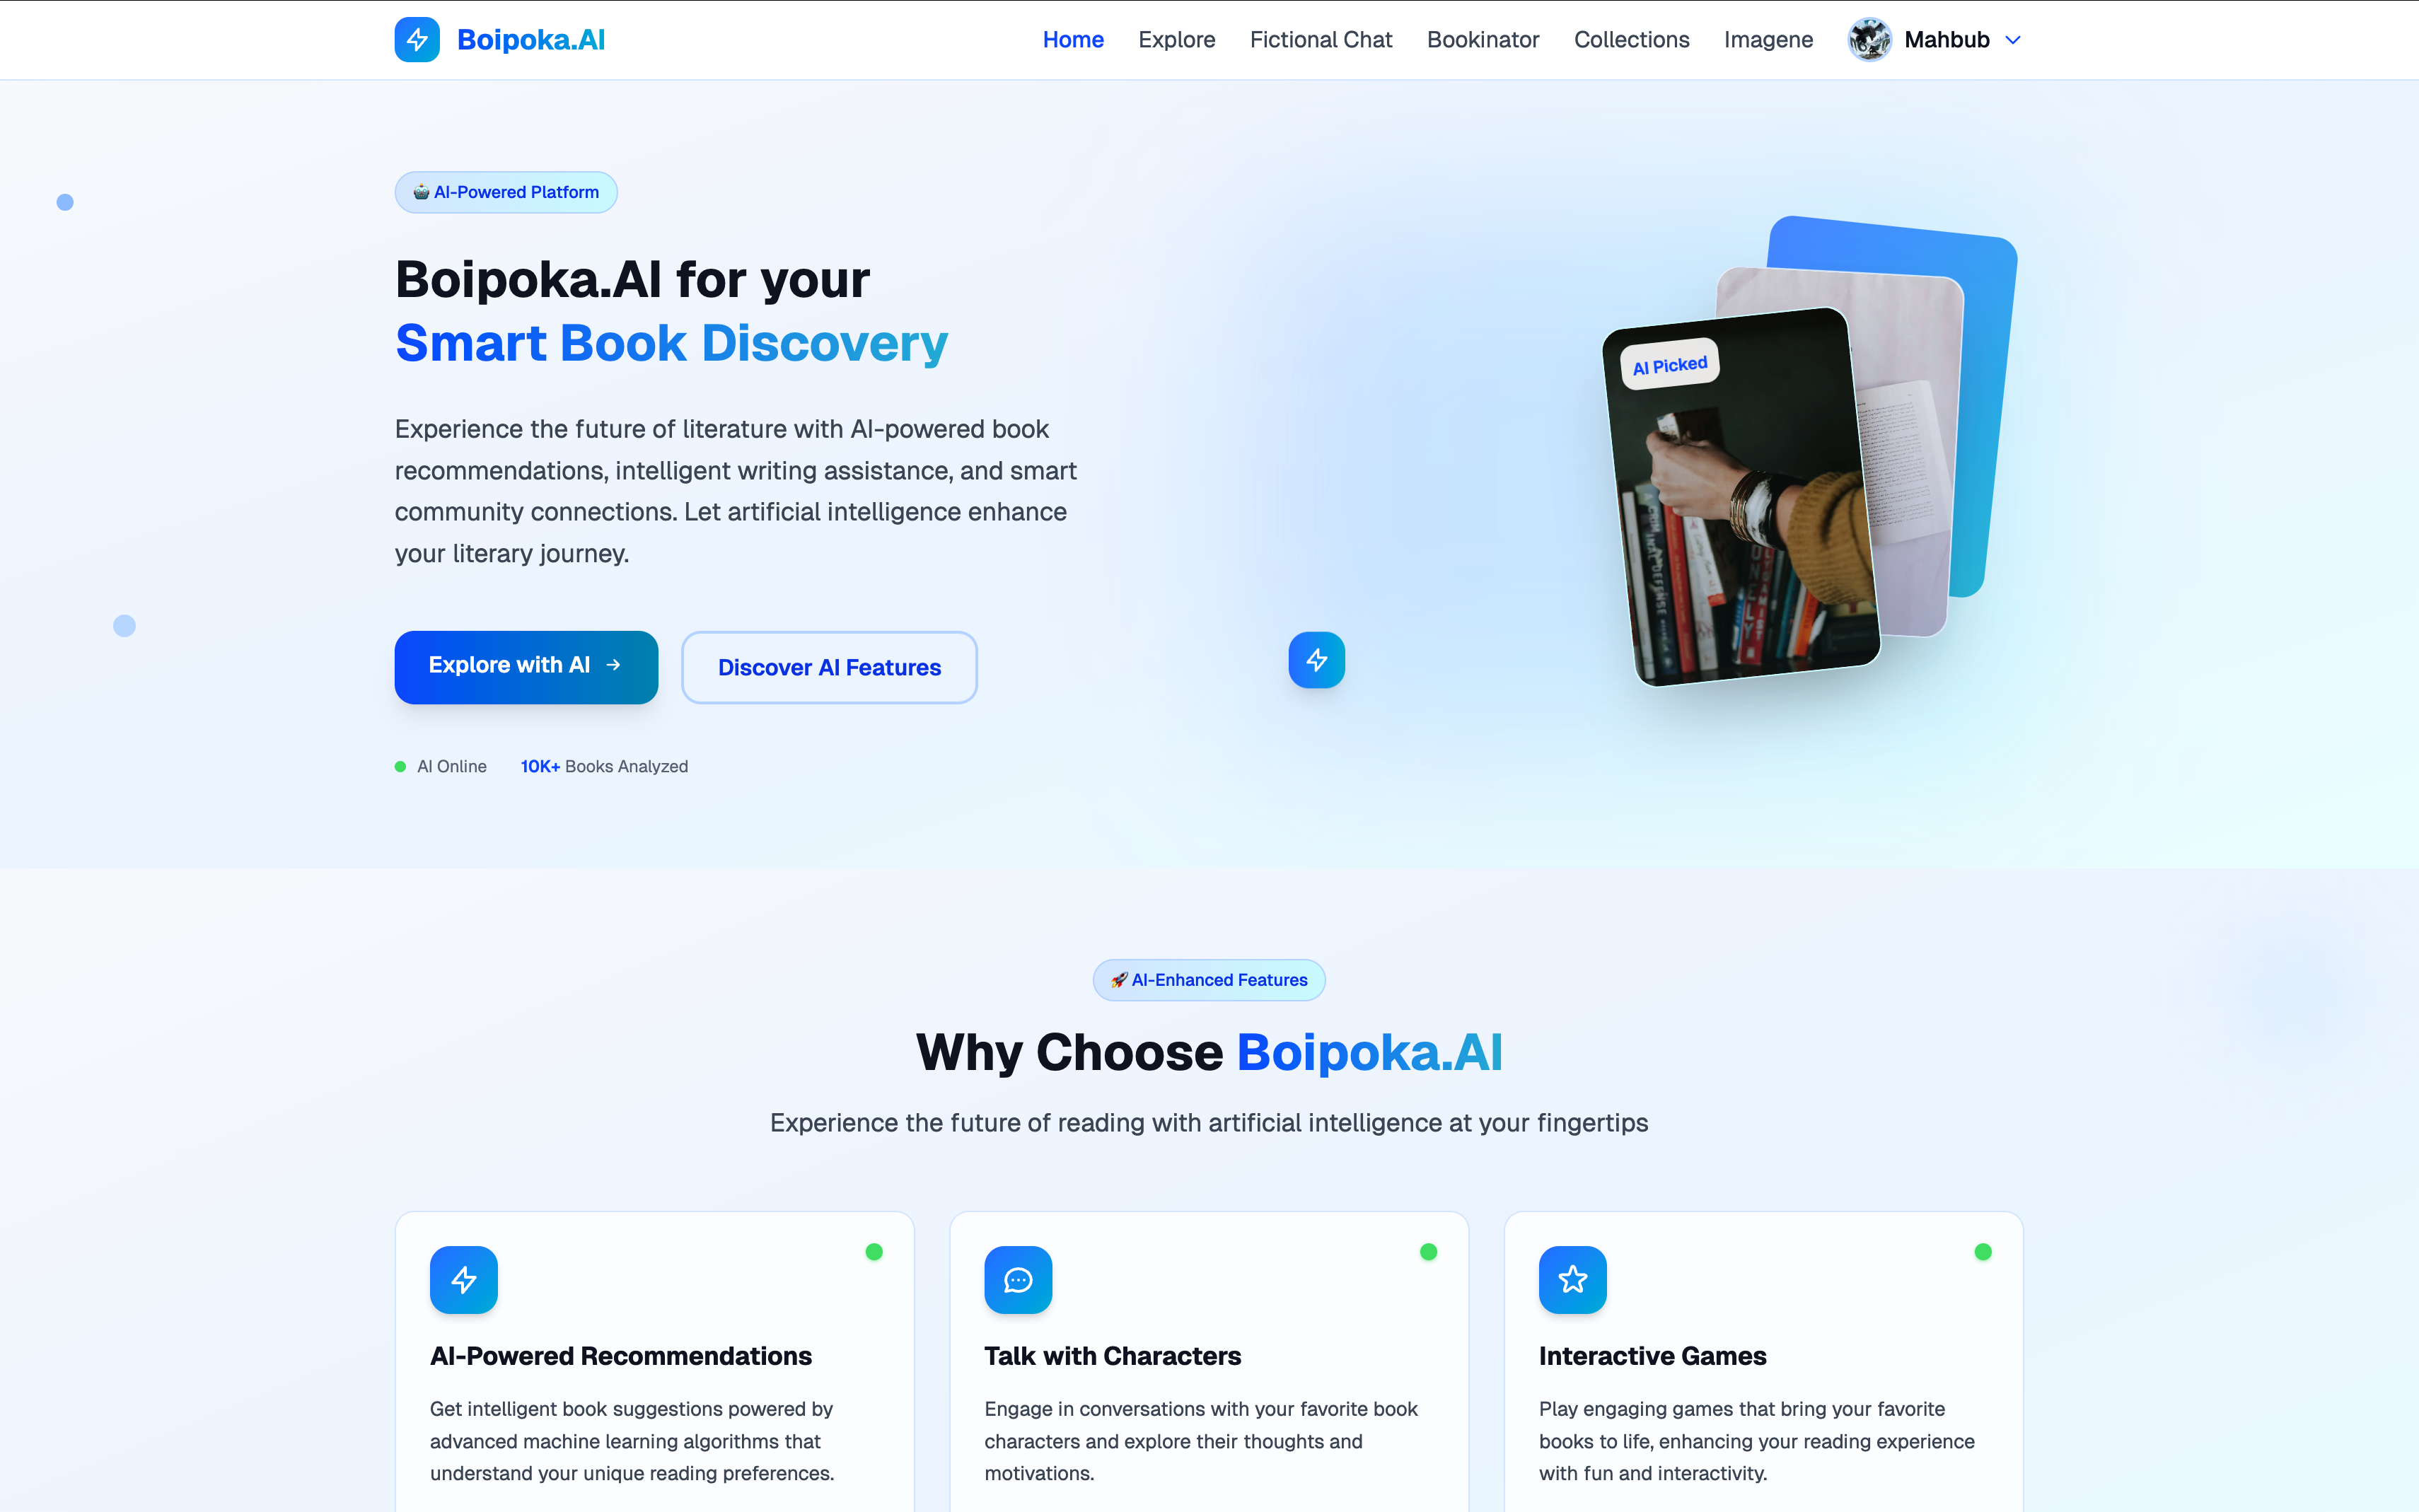 Boipoka.AI
Home Explore Fictional Chat Bookinator Collections Imagene Mahbub
🤖 AI-Powered Platform
Boipoka.AI for your
Smart Book Discovery
Experience the future of literature with AI-powered book
recommendations, intelligent writing assistance, and smart
community connections. Let artificial intelligence enhance
your literary journey.
Explore with AI →
Discover AI Features
AI Online
10K+ Books Analyzed
AI Picked
🚀 AI-Enhanced Features
Why Choose Boipoka.AI
Experience the future of reading with artificial intelligence at your fingertips
AI-Powered Recommendations
Get intelligent book suggestions powered by
advanced machine learning algorithms that
understand your unique reading preferences.
Talk with Characters
Engage in conversations with your favorite book
characters and explore their thoughts and
motivations.
Interactive Games
Play engaging games that bring your favorite
books to life, enhancing your reading experience
with fun and interactivity.